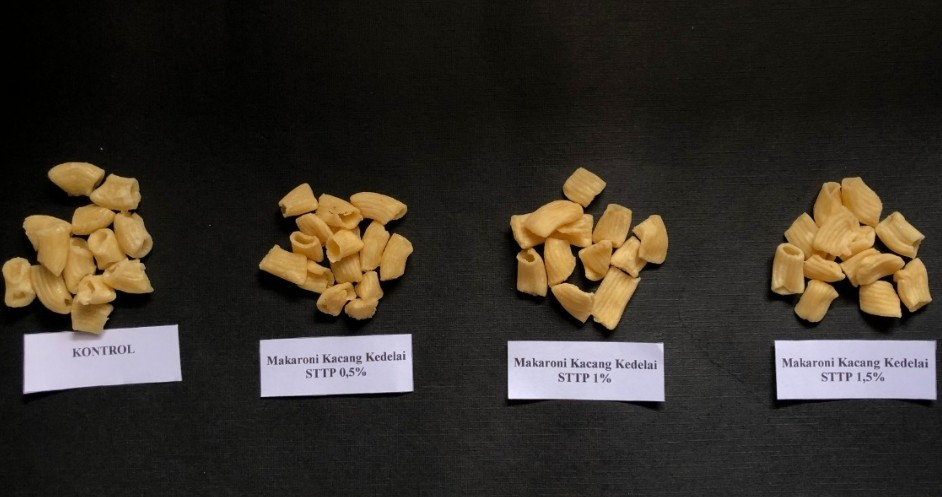 KONTROL
Makaroni Kacang Kedelai
STTP 0,5%
Makaroni Kacang Kedelai
STTP 1%
Makaroni Kacang Kedelai
STTP 1,5%